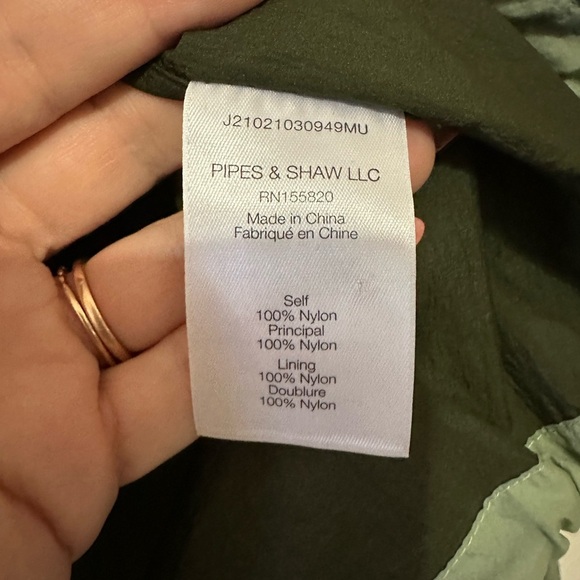 J21021030949MU
PIPES & SHAW LLC
RN155820
Made in China
Fabriqué en Chine
Self
100% Nylon
Principal
100% Nylon
Lining
100% Nylon
Doublure
100% Nylon